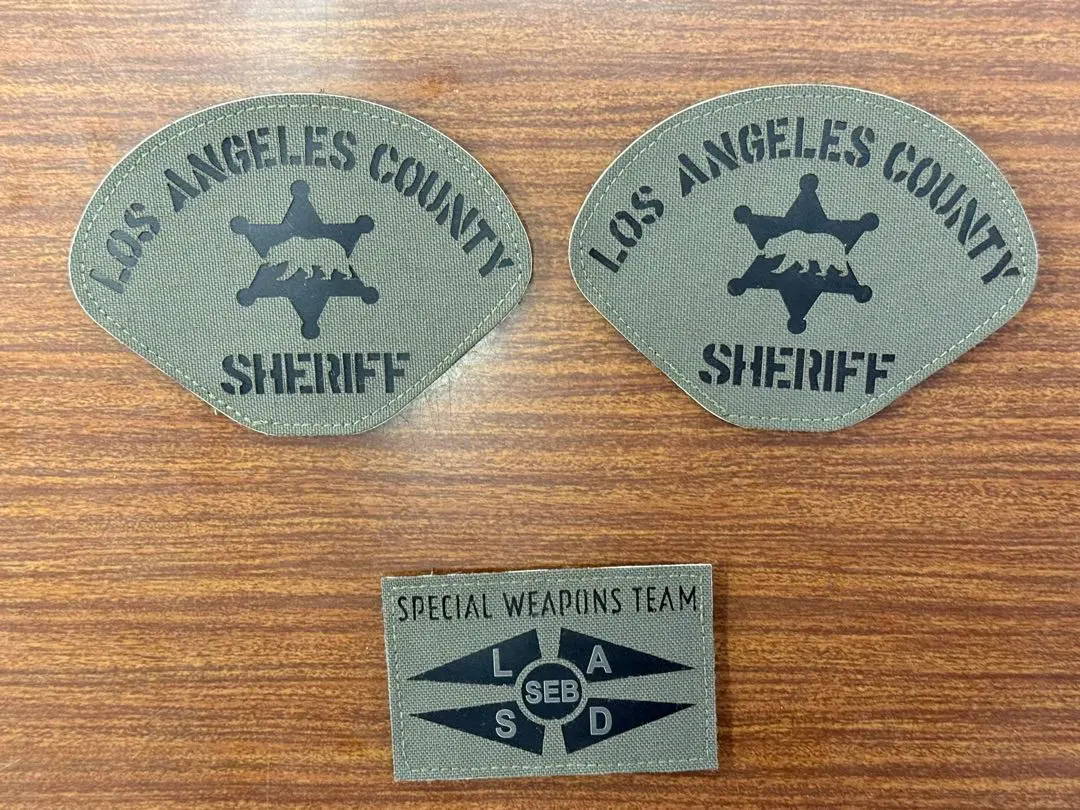 LOS ANGELES COUNTY
SHERIFF
LOS ANGELES COUNTY
SHERIFF
SPECIAL WEAPONS TEAM
L A
SEB
S D